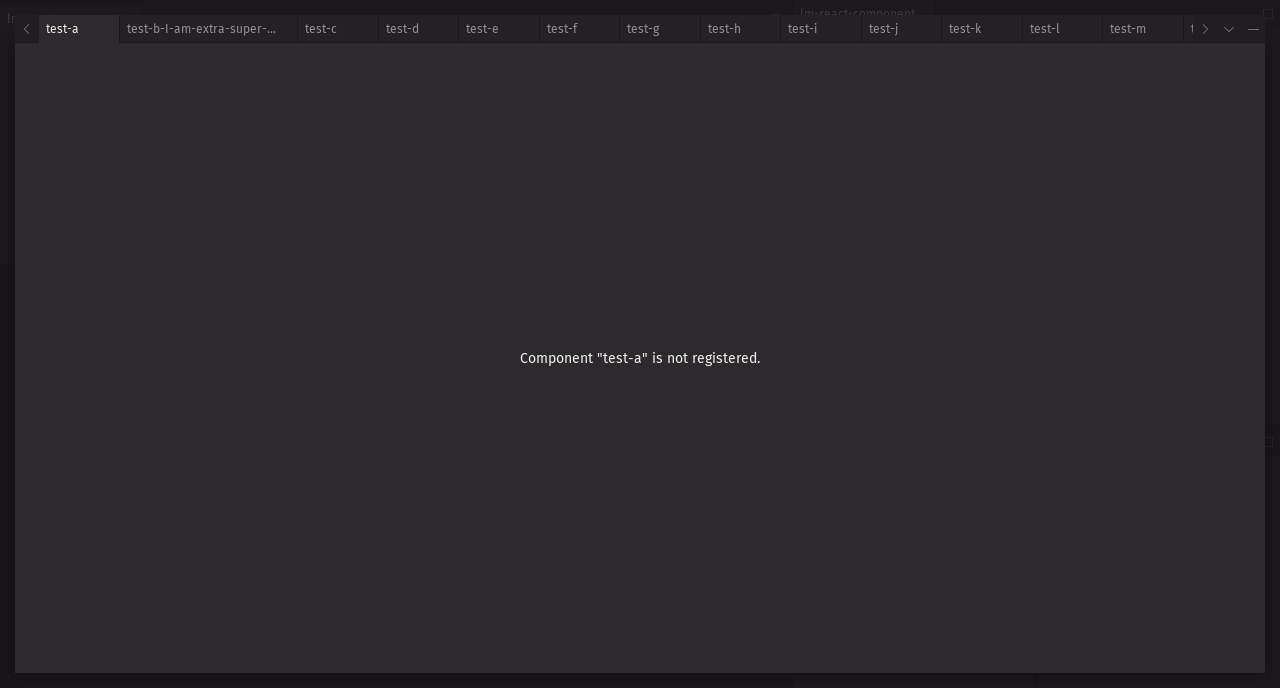 lm-react-component
test-a test-b-I-am-extra-super-... test-c test-d test-e test-f test-g test-h test-i test-j test-k test-l test-m
Component "test-a" is not registered.